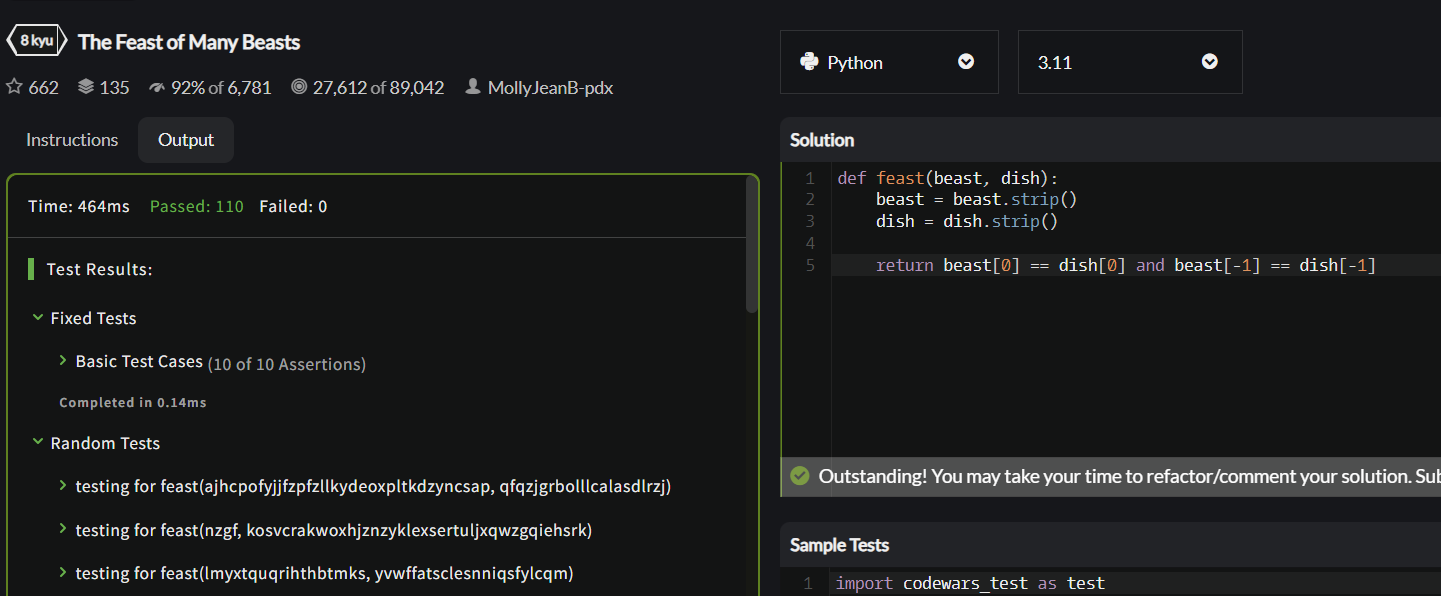 8 kyu The Feast of Many Beasts
662 135 92% of 6,781 27,612 of 89,042 MollyJeanB-pdx
Instructions Output
Time: 464ms Passed: 110 Failed: 0
Test Results:
Fixed Tests
Basic Test Cases (10 of 10 Assertions)
Completed in 0.14ms
Random Tests
testing for feast(ajhcpofyjjfzpfzllkydeoxpltkdzyncsap, qfqzjgrbolllcalasdlrzj)
testing for feast(nzgf, kosvcrakwoxhjznzyklexsertuljxqwzgqiehsrk)
testing for feast(lmyxtquqrihthbtmks, yvwffatsclesnniqsfylcqm)
Python 3.11
Solution
1 def feast(beast, dish):
2 beast = beast.strip()
3 dish = dish.strip()
4
5 return beast[0] == dish[0] and beast[-1] == dish[-1]
Outstanding! You may take your time to refactor/comment your solution. Sub
Sample Tests
1 import codewars_test as test